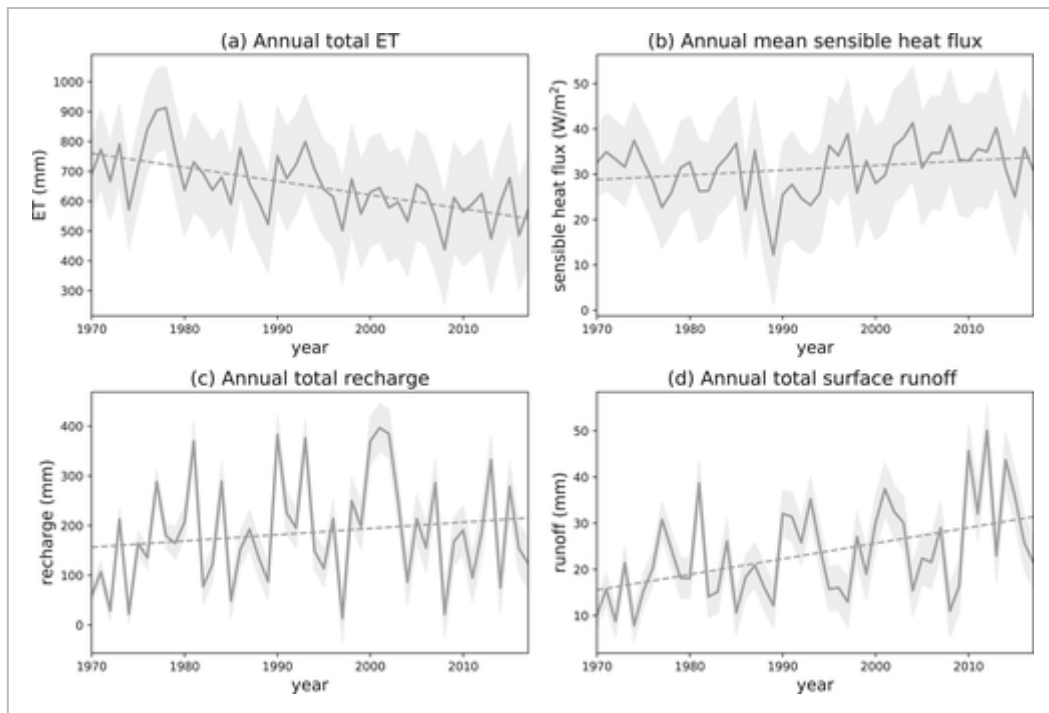 (a) Annual total ET
1000
900
800
700
600
500
400
300
ET (mm)
1970 1980 1990 2000 2010
year
(b) Annual mean sensible heat flux
50
40
30
20
10
0
sensible heat flux (W/m²)
1970 1980 1990 2000 2010
year
(c) Annual total recharge
400
300
200
100
0
recharge (mm)
1970 1980 1990 2000 2010
year
(d) Annual total surface runoff
50
40
30
20
10
runoff (mm)
1970 1980 1990 2000 2010
year